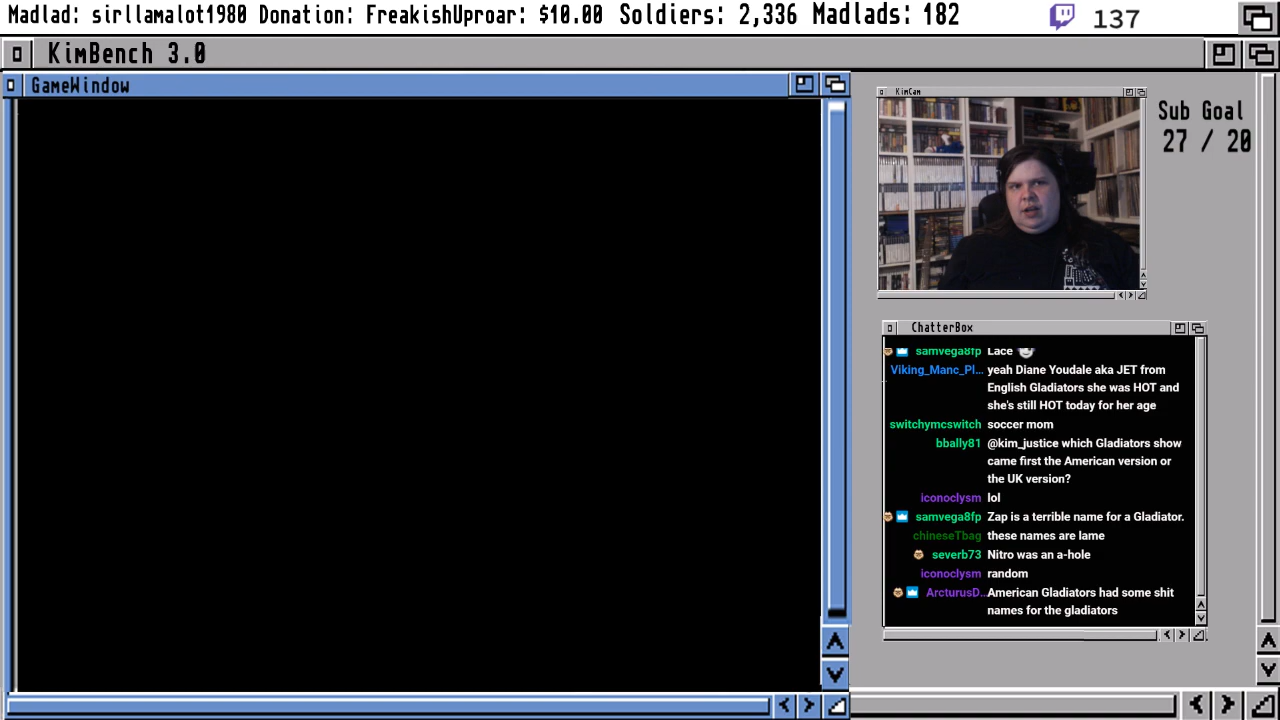 Madlad: sirllamalot1980 Donation: FreakishUproar: $10.00 Soldiers: 2,336 Madlads: 182 137
KimBench 3.0
GameWindow
KimCam
Sub Goal
27 / 20
ChatterBox
samvega8fp Lace
Viking_Manc_Pl... yeah Diane Youdale aka JET from
English Gladiators she was HOT and
she's still HOT today for her age
switchymcswitch soccer mom
bbally81 @kim_justice which Gladiators show
came first the American version or
the UK version?
iconoclysm lol
samvega8fp Zap is a terrible name for a Gladiator.
chineseTbag these names are lame
severb73 Nitro was an a-hole
iconoclysm random
ArcturusD... American Gladiators had some shit
names for the gladiators